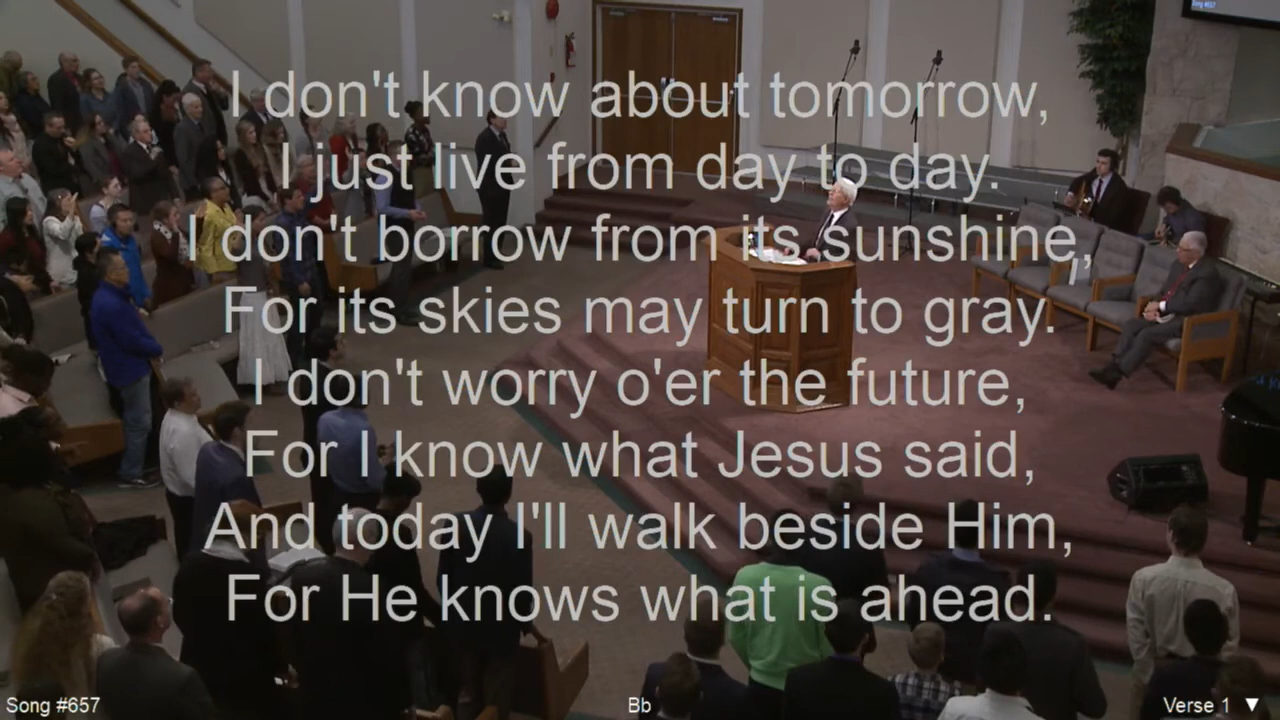 I don't know about tomorrow,
I just live from day to day.
I don't borrow from its sunshine,
For its skies may turn to gray.
I don't worry o'er the future,
For I know what Jesus said,
And today I'll walk beside Him,
For He knows what is ahead.
Song #657
Bb
Verse 1 ▼